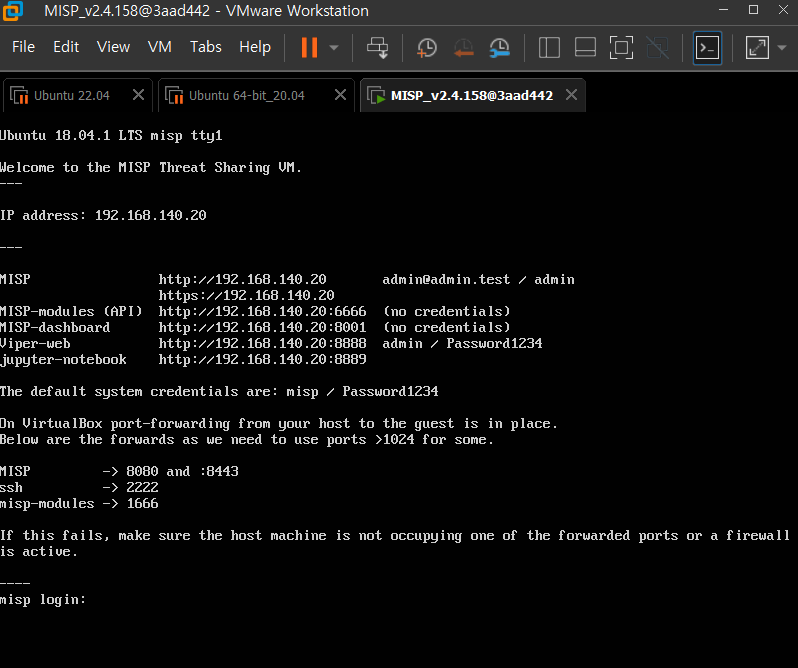 MISP_v2.4.158@3aad442 - VMware Workstation
File Edit View VM Tabs Help
Ubuntu 22.04 Ubuntu 64-bit_20.04 MISP_v2.4.158@3aad442
Ubuntu 18.04.1 LTS misp tty1
Welcome to the MISP Threat Sharing VM.
---
IP address: 192.168.140.20
---
MISP http://192.168.140.20 admin@admin.test / admin
https://192.168.140.20
MISP-modules (API) http://192.168.140.20:6666 (no credentials)
MISP-dashboard http://192.168.140.20:8001 (no credentials)
Viper-web http://192.168.140.20:8888 admin / Password1234
jupyter-notebook http://192.168.140.20:8889
The default system credentials are: misp / Password1234
On VirtualBox port-forwarding from your host to the guest is in place.
Below are the forwards as we need to use ports >1024 for some.
MISP -> 8080 and :8443
ssh -> 2222
misp-modules -> 1666
If this fails, make sure the host machine is not occupying one of the forwarded ports or a firewall
is active.
----
misp login: